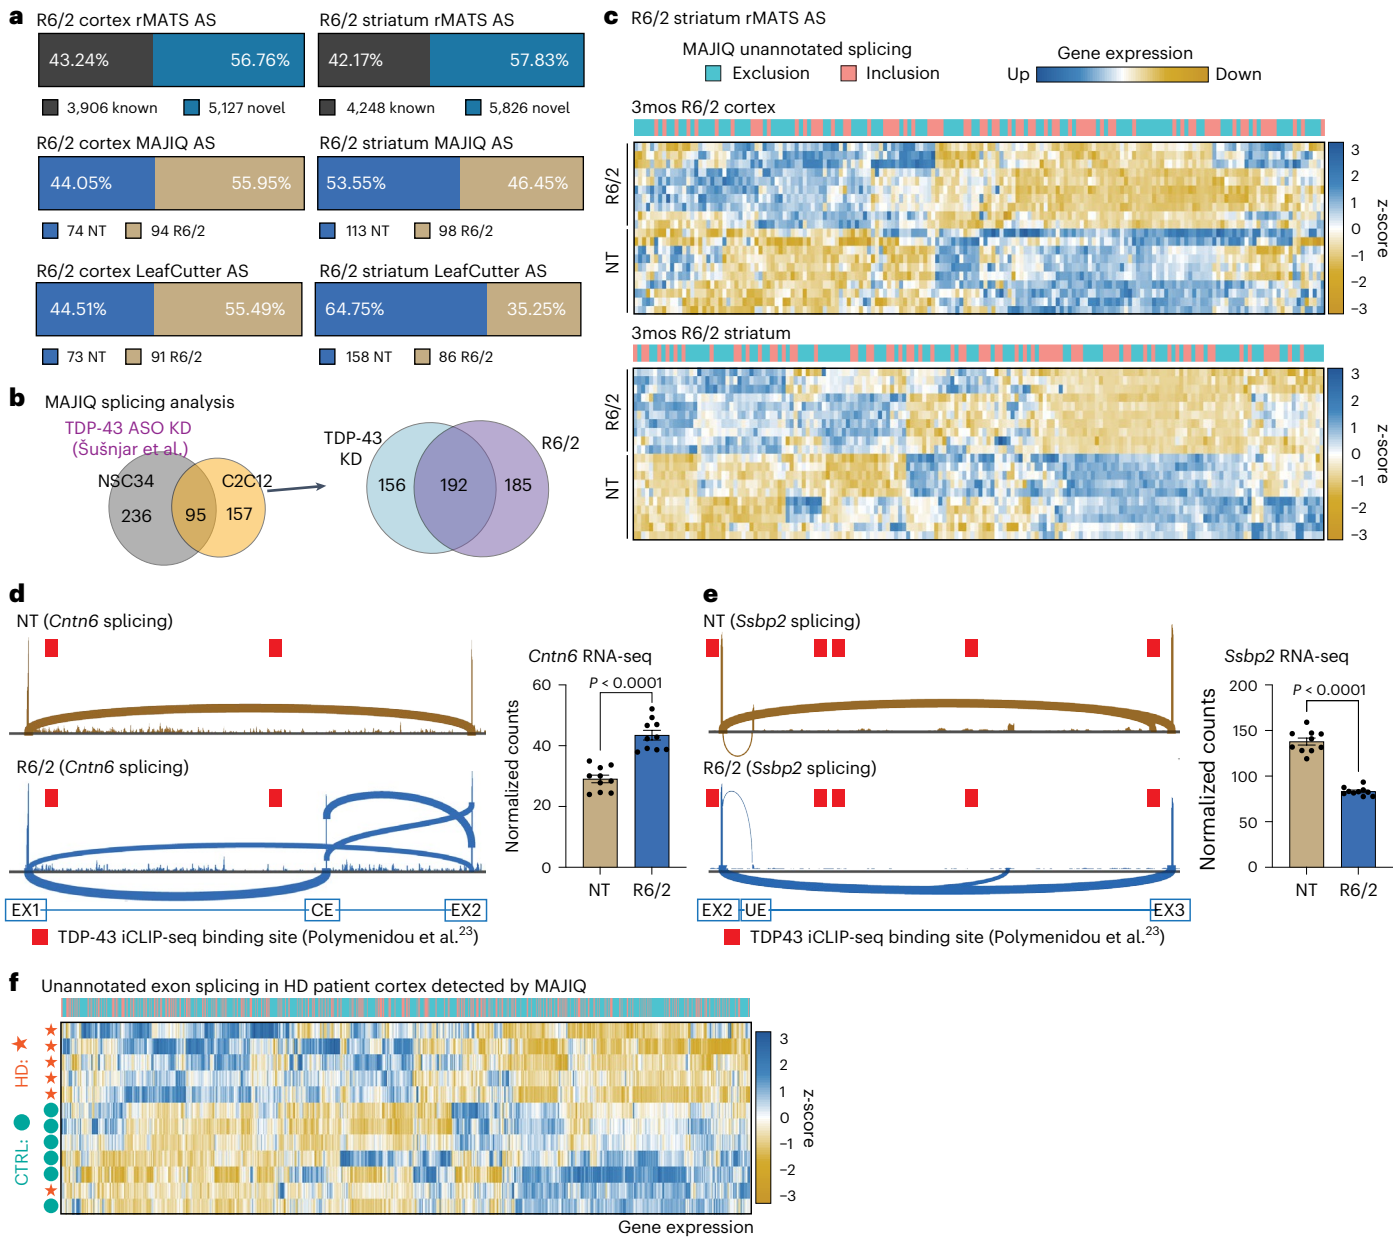 a
R6/2 cortex rMATS AS
43.24% 56.76%
3,906 known 5,127 novel
R6/2 striatum rMATS AS
42.17% 57.83%
4,248 known 5,826 novel
R6/2 cortex MAJIQ AS
44.05% 55.95%
74 NT 94 R6/2
R6/2 striatum MAJIQ AS
53.55% 46.45%
113 NT 98 R6/2
R6/2 cortex LeafCutter AS
44.51% 55.49%
73 NT 91 R6/2
R6/2 striatum LeafCutter AS
64.75% 35.25%
158 NT 86 R6/2
b
MAJIQ splicing analysis
TDP-43 ASO KD
(Šušnjar et al.)
NSC34 C2C12
236 95 157
TDP-43
KD
R6/2
156 192 185
c
R6/2 striatum rMATS AS
MAJIQ unannotated splicing
Exclusion Inclusion
Gene expression
Up Down
3mos R6/2 cortex
R6/2
NT
3
2
1
0
−1
−2
−3
z-score
3mos R6/2 striatum
R6/2
NT
3
2
1
0
−1
−2
−3
z-score
d
NT (Cntn6 splicing)
R6/2 (Cntn6 splicing)
EX1 CE EX2
TDP-43 iCLIP-seq binding site (Polymenidou et al.23)
Cntn6 RNA-seq
P < 0.0001
Normalized counts
60
40
20
0
NT R6/2
e
NT (Ssbp2 splicing)
R6/2 (Ssbp2 splicing)
EX2 UE EX3
TDP43 iCLIP-seq binding site (Polymenidou et al.23)
Ssbp2 RNA-seq
P < 0.0001
Normalized counts
200
150
100
50
0
NT R6/2
f
Unannotated exon splicing in HD patient cortex detected by MAJIQ
HD:
CTRL:
3
2
1
0
−1
−2
−3
z-score
Gene expression